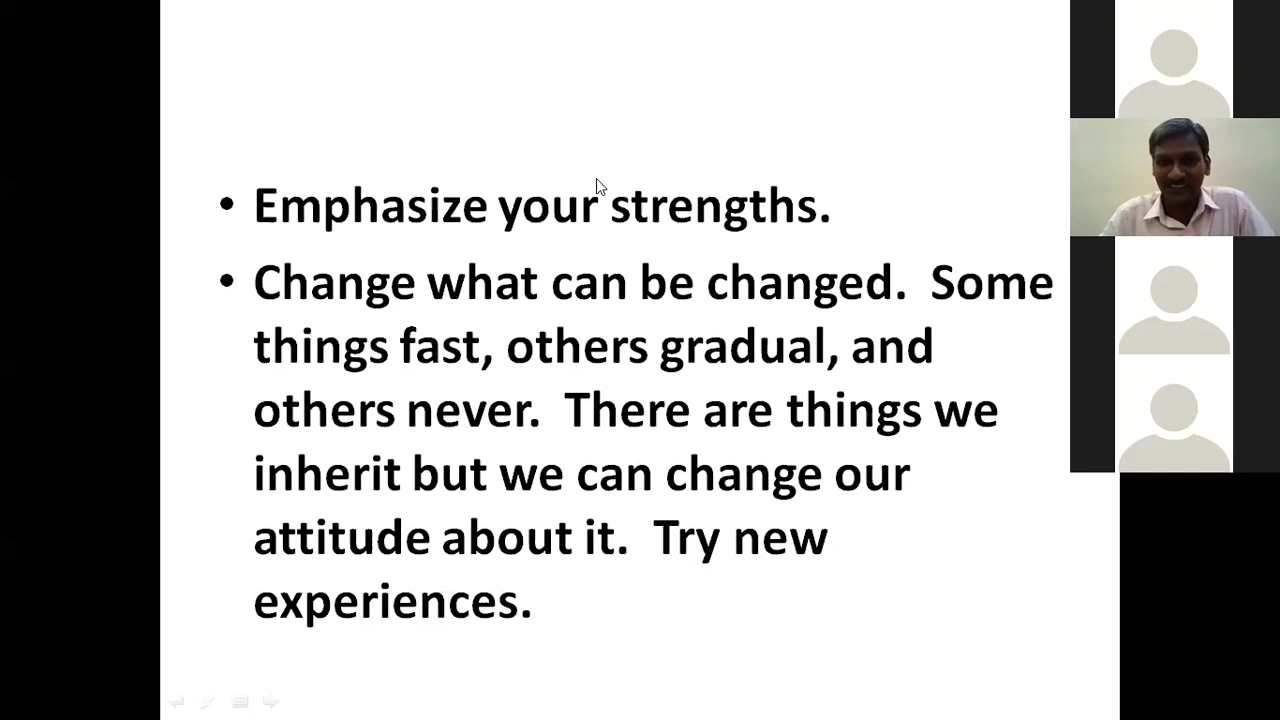 • Emphasize your strengths.
• Change what can be changed.  Some
things fast, others gradual, and
others never.  There are things we
inherit but we can change our
attitude about it.  Try new
experiences.